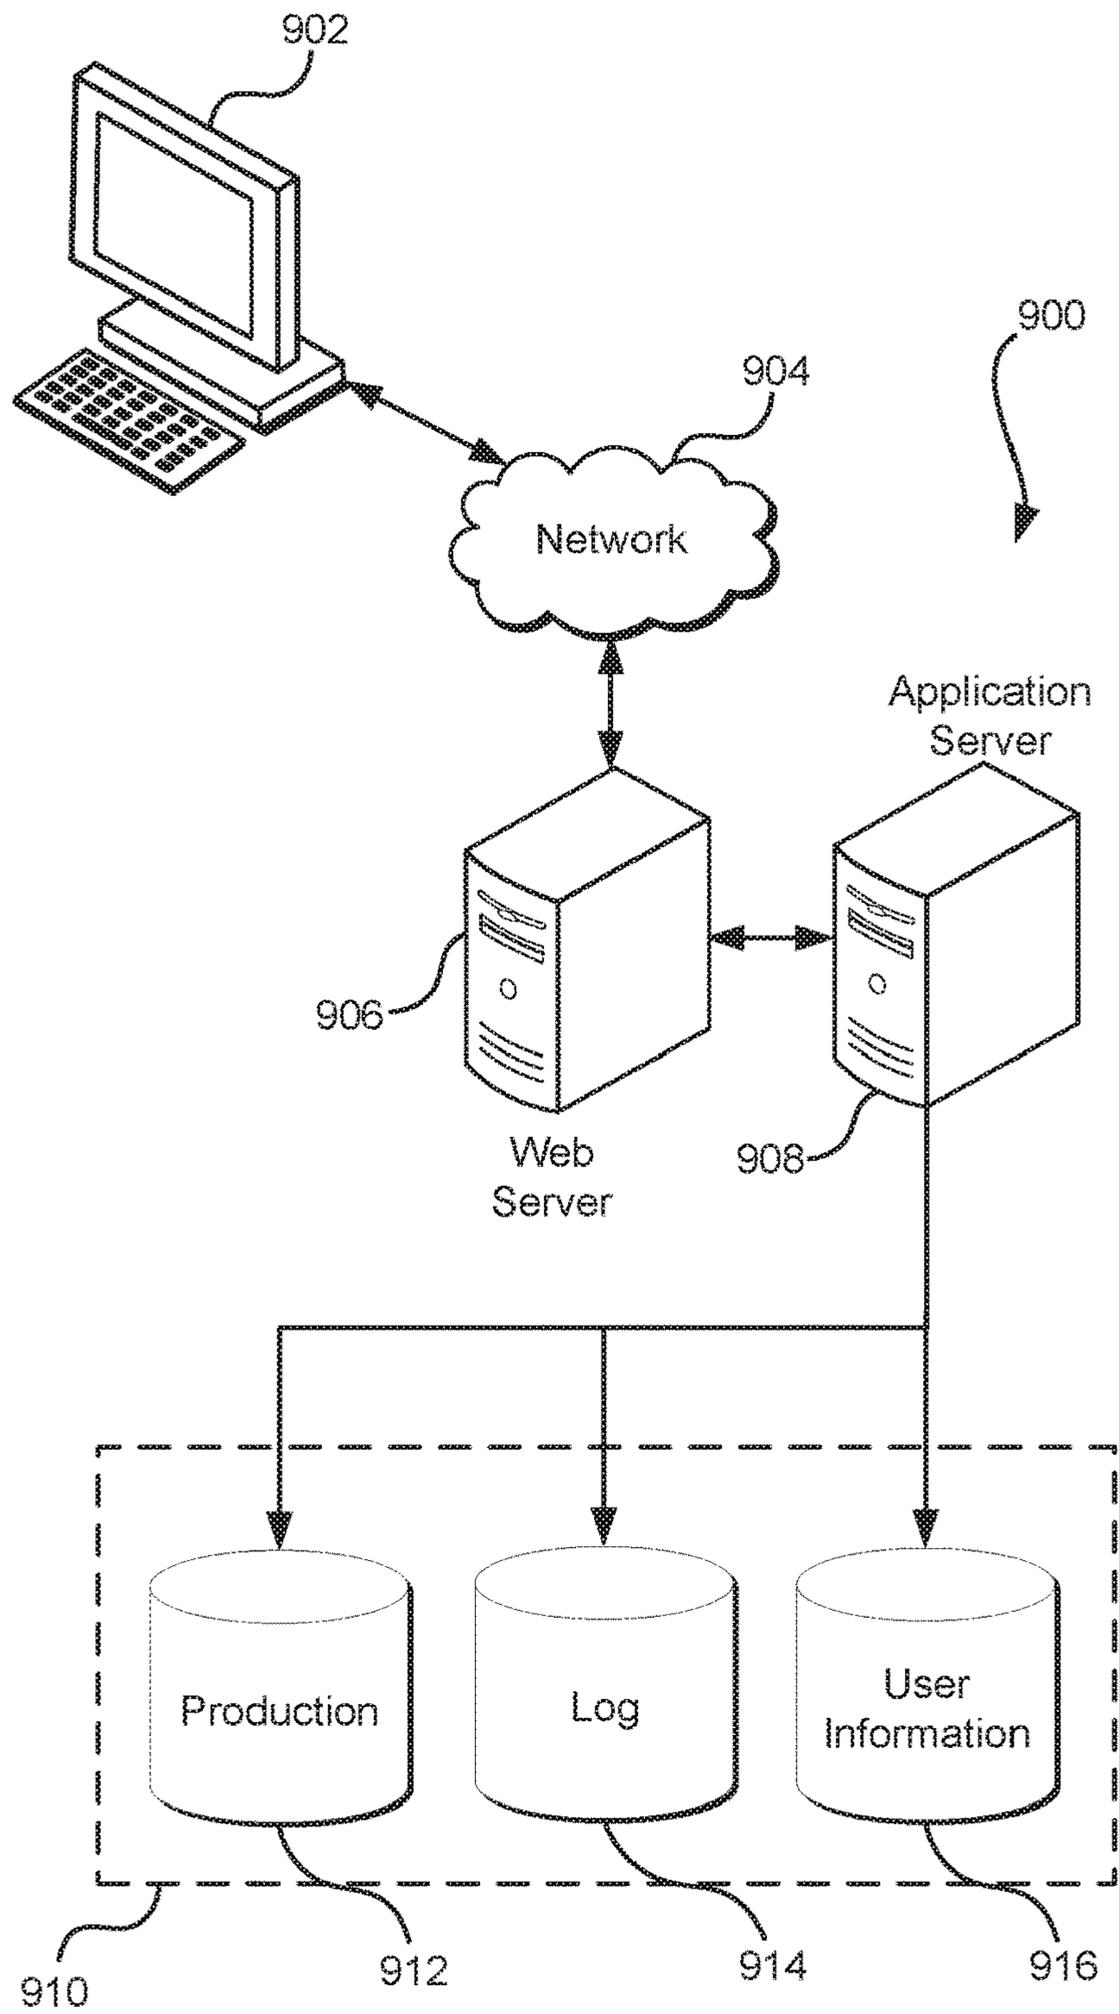 902
900
904
Network
Application
Server
906
908
Web
Server
Production
Log
User
Information
910
912
914
916